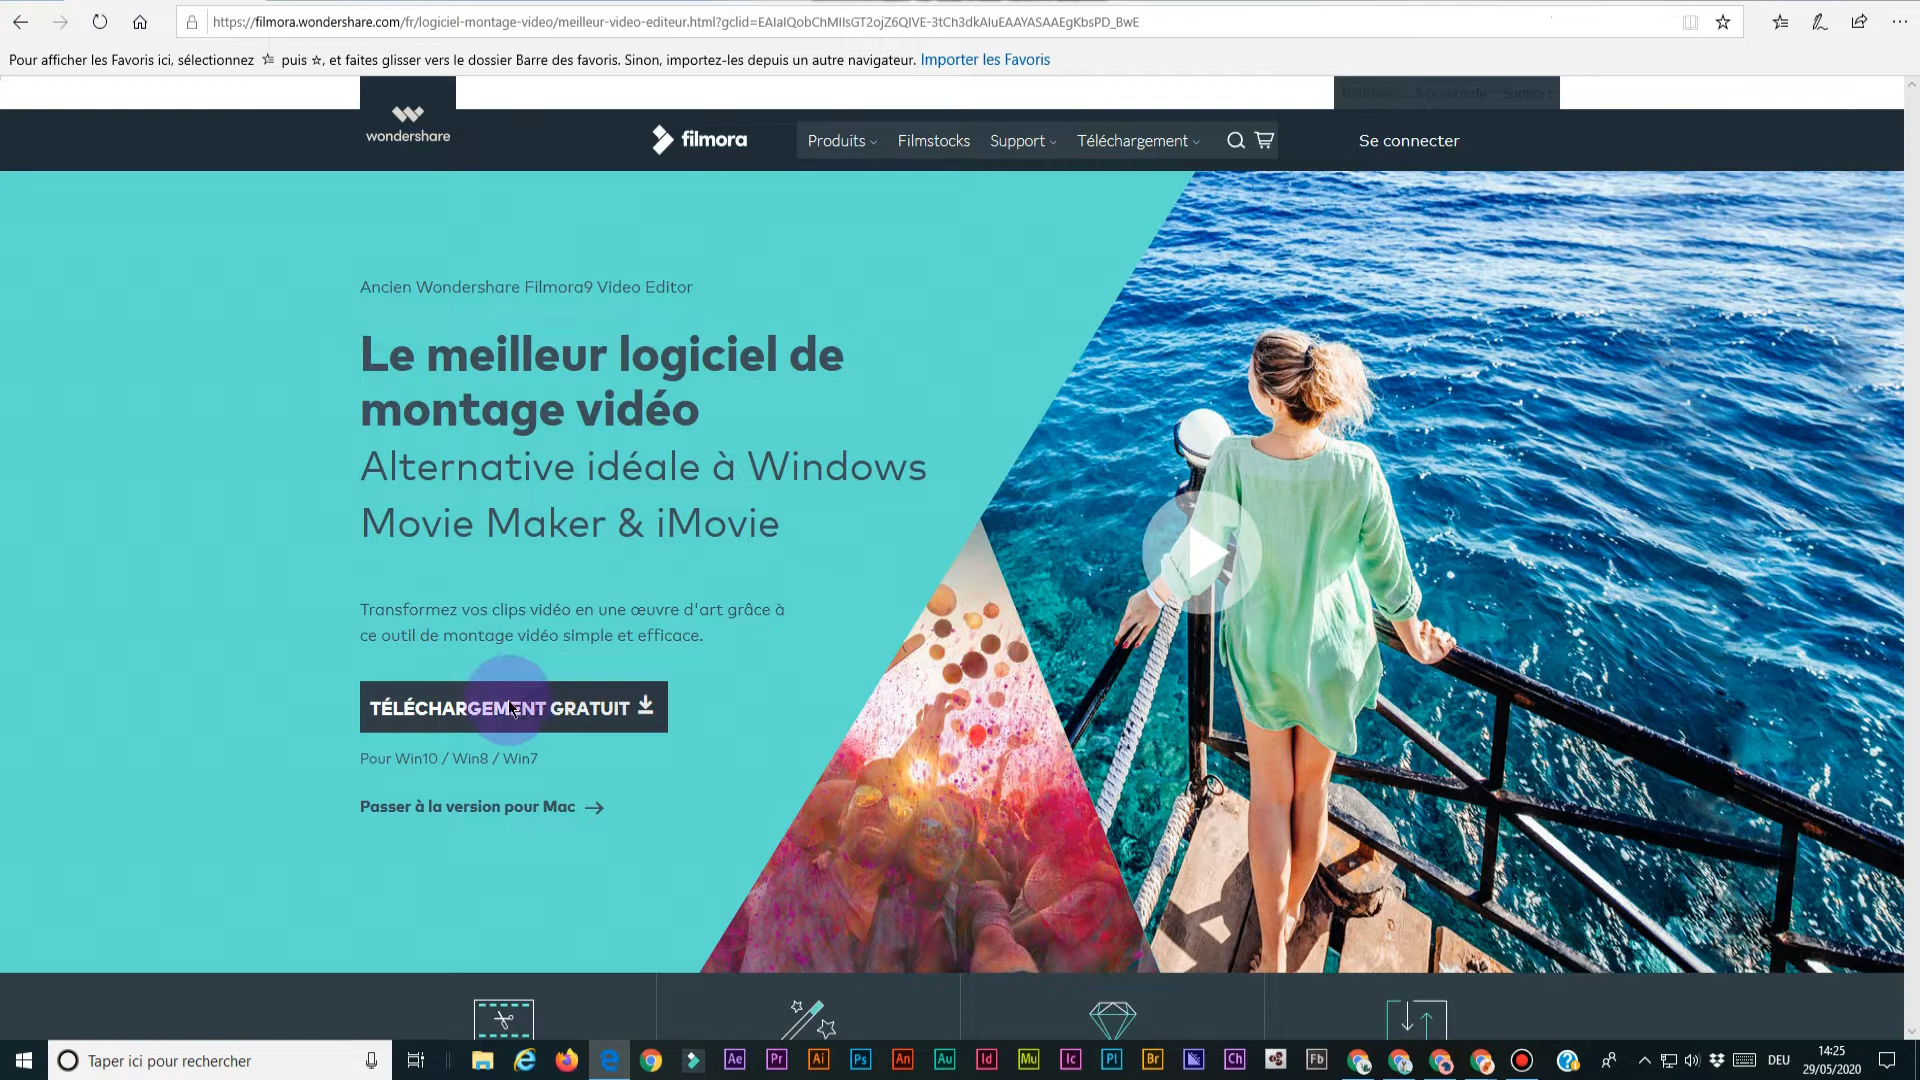 https://filmora.wondershare.com/fr/logiciel-montage-video/meilleur-video-editeur.html?gclid=EAIaIQobChMIIsGT2ojZ6QIVE-3tCh3dkAIuEAAYASAAEgKbsPD_BwE
Pour afficher les Favoris ici, sélectionnez puis ☆, et faites glisser vers le dossier Barre des favoris. Sinon, importez-les depuis un autre navigateur. Importer les Favoris
wondershare
filmora
Produits
Filmstocks
Support
Téléchargement
Se connecter
Ancien Wondershare Filmora9 Video Editor
Le meilleur logiciel de
montage vidéo
Alternative idéale à Windows
Movie Maker & iMovie
Transformez vos clips vidéo en une œuvre d'art grâce à
ce outil de montage vidéo simple et efficace.
TÉLÉCHARGEMENT GRATUIT
Pour Win10 / Win8 / Win7
Passer à la version pour Mac →
Taper ici pour rechercher
Ae Pr Ai Ps An Au Id Mu Ic Pl Br Ch Fb
DEU
14:25
29/05/2020